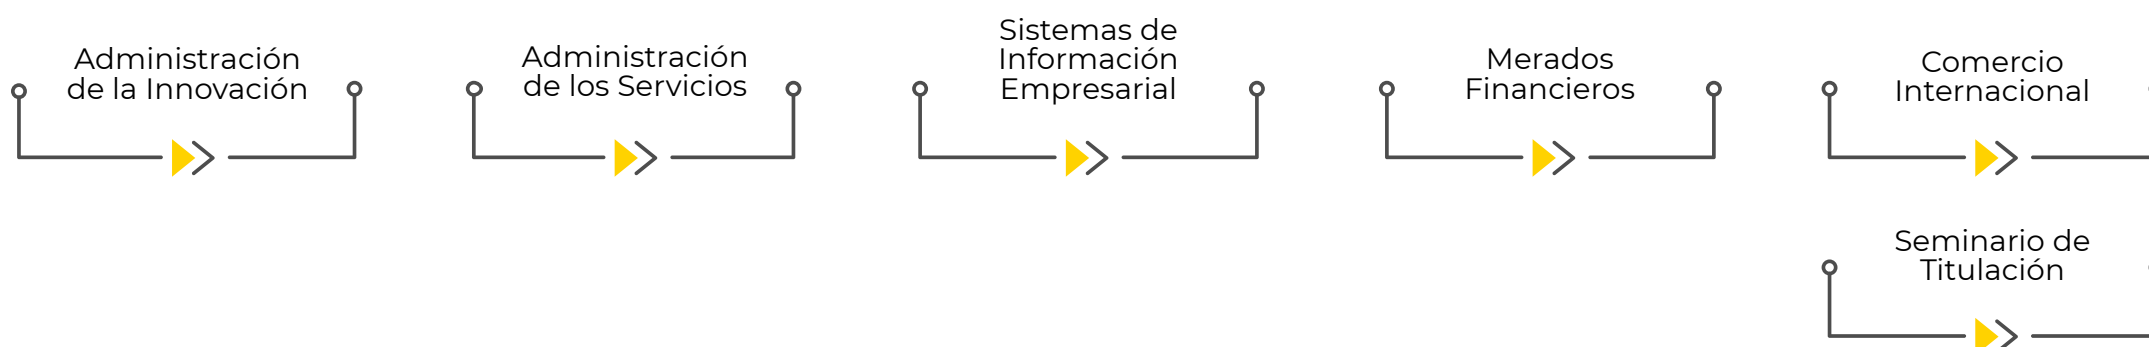 Administración
de la Innovación
Administración
de los Servicios
Sistemas de
Información
Empresarial
Merados
Financieros
Comercio
Internacional
Seminario de
Titulación